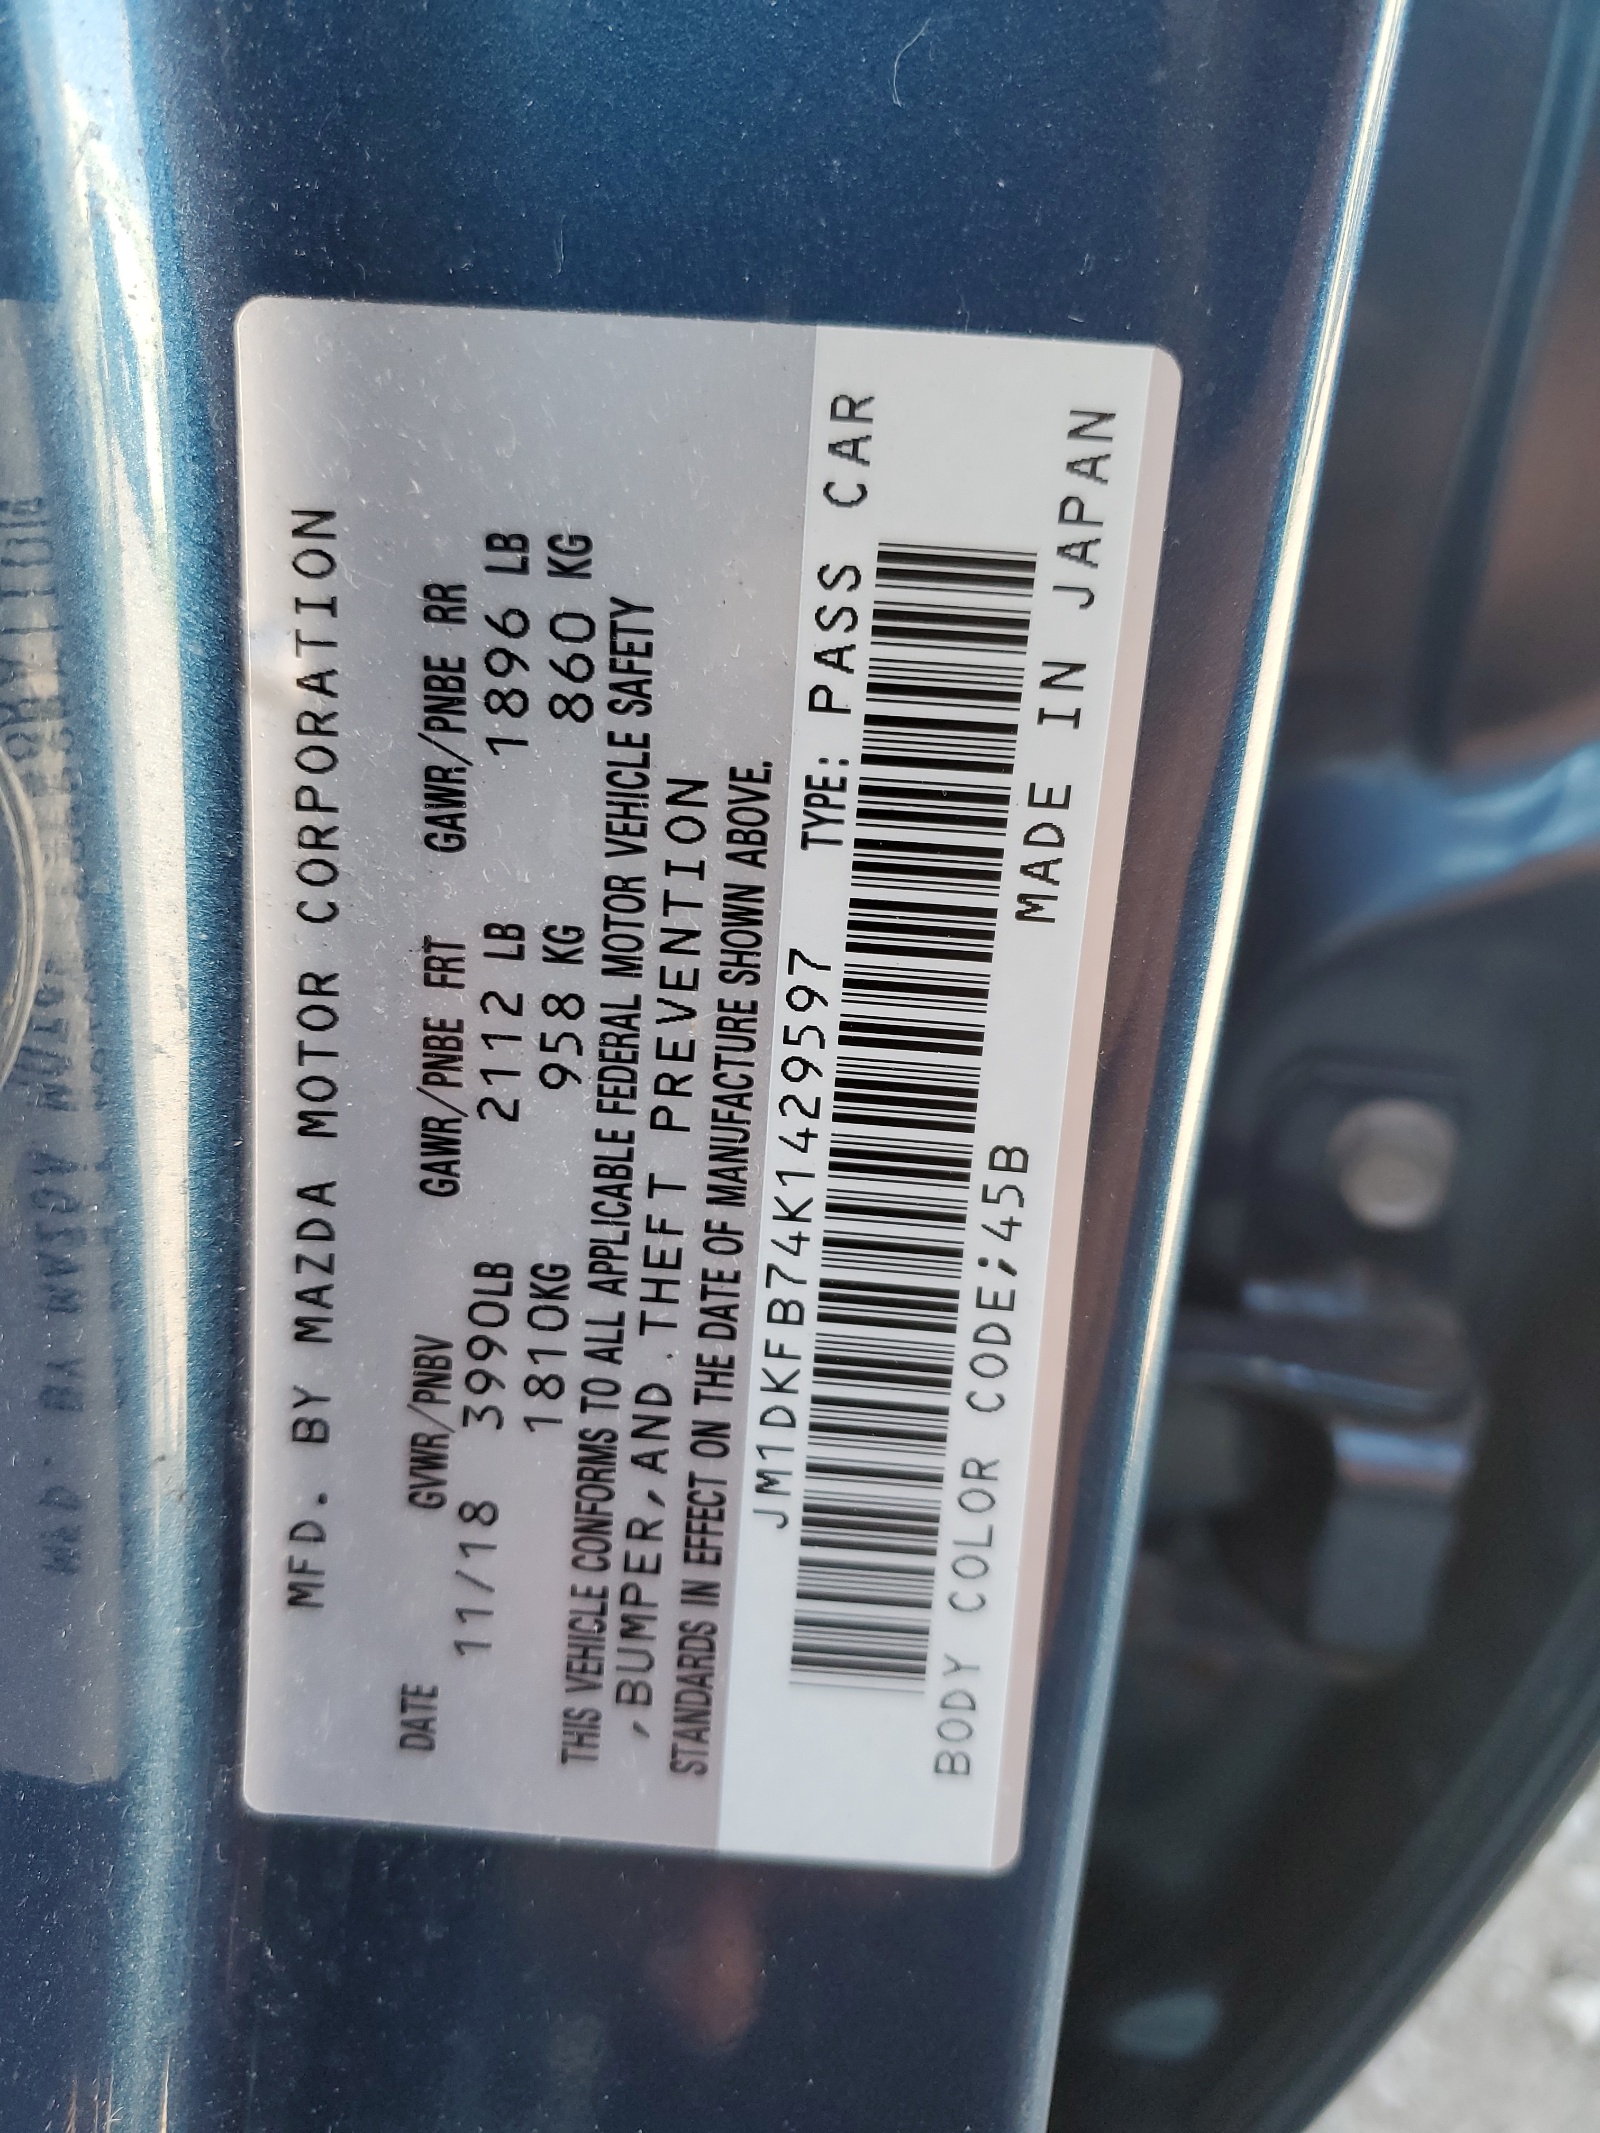 MFD. BY MAZDA MOTOR CORPORATION
DATE GVWR/PNBV GAWR/PNBE FRT GAWR/PNBE RR
11/18 3990LB 2112 LB 1896 LB
1810KG 958 KG 860 KG
THIS VEHICLE CONFORMS TO ALL APPLICABLE FEDERAL MOTOR VEHICLE SAFETY
,BUMPER,AND THEFT PREVENTION
STANDARDS IN EFFECT ON THE DATE OF MANUFACTURE SHOWN ABOVE.
JM1DKFB74K1429597 TYPE: PASS CAR
BODY COLOR CODE;45B MADE IN JAPAN